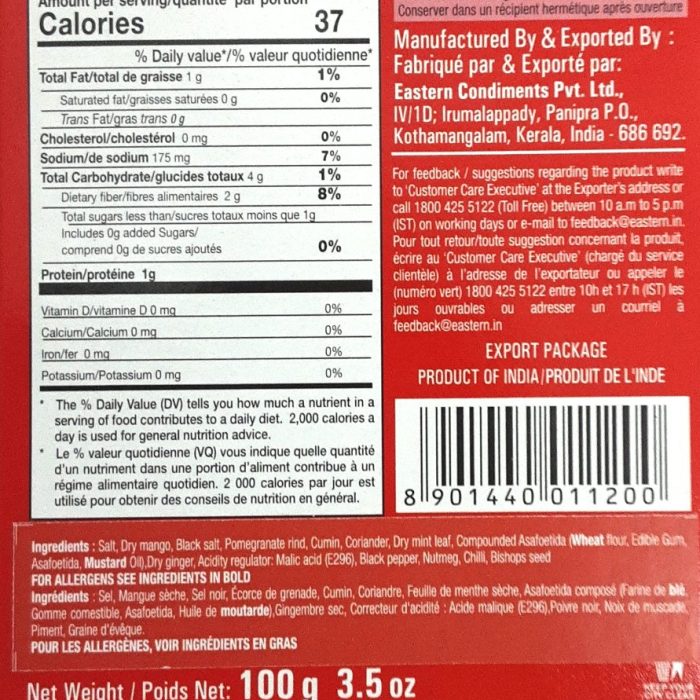 Amount per serving/quantité par portion
Calories 37
% Daily value*/% valeur quotidienne*
Total Fat/total de graisse 1 g 1%
Saturated fat/graisses saturées 0 g 0%
Trans Fat/gras trans 0 g
Cholesterol/cholestérol 0 mg 0%
Sodium/de sodium 175 mg 7%
Total Carbohydrate/glucides totaux 4 g 1%
Dietary fiber/fibres alimentaires 2 g 8%
Total sugars less than/sucres totaux moins que 1g
Includes 0g added Sugars/
comprend 0g de sucres ajoutés 0%
Protein/protéine 1g
Vitamin D/vitamine D 0 mg 0%
Calcium/Calcium 0 mg 0%
Iron/fer 0 mg 0%
Potassium/Potassium 0 mg 0%
* The % Daily Value (DV) tells you how much a nutrient in a
serving of food contributes to a daily diet. 2,000 calories a
day is used for general nutrition advice.
* Le % valeur quotidienne (VQ) vous indique quelle quantité
d'un nutriment dans une portion d'aliment contribue à un
régime alimentaire quotidien. 2 000 calories par jour est
utilisé pour obtenir des conseils de nutrition en général.
Conserver dans un récipient hermétique après ouverture
Manufactured By & Exported By :
Fabriqué par & Exporté par:
Eastern Condiments Pvt. Ltd.,
IV/1D; Irumalappady, Panipra P.O.,
Kothamangalam, Kerala, India - 686 692.
For feedback / suggestions regarding the product write
to 'Customer Care Executive' at the Exporter's address or
call 1800 425 5122 (Toll Free) between 10 a.m to 5 p.m
(IST) on working days or e-mail to feedback@eastern.in.
Pour tout retour/toute suggestion concernant la produit,
écrire au 'Customer Care Executive' (chargé du service
clientèle) à l'adresse de l'exportateur ou appeler le
(numéro vert) 1800 425 5122 entre 10h et 17 h (IST) les
jours ouvrables ou adresser un courriel à
feedback@eastern.in
EXPORT PACKAGE
PRODUCT OF INDIA/PRODUIT DE L'INDE
8 901440 011200
Ingredients : Salt, Dry mango, Black salt, Pomegranate rind, Cumin, Coriander, Dry mint leaf, Compounded Asafoetida (Wheat flour, Edible Gum,
Asafoetida, Mustard Oil),Dry ginger, Acidity regulator: Malic acid (E296), Black pepper, Nutmeg, Chilli, Bishops seed
FOR ALLERGENS SEE INGREDIENTS IN BOLD
Ingrédients : Sel, Mangue sèche, Sel noir, Écorce de grenade, Cumin, Coriandre, Feuille de menthe sèche, Asafoetida composé (Farine de blé,
Gomme comestible, Asafoetida, Huile de moutarde),Gingembre sec, Correcteur d'acidité : Acide malique (E296),Poivre noir, Noix de muscade
Piment, Graine d'évêque.
POUR LES ALLERGÈNES, VOIR INGRÉDIENTS EN GRAS
Net Weight / Poids Net: 100 g 3.5 oz
KEEP YOUR
CITY CLEAN